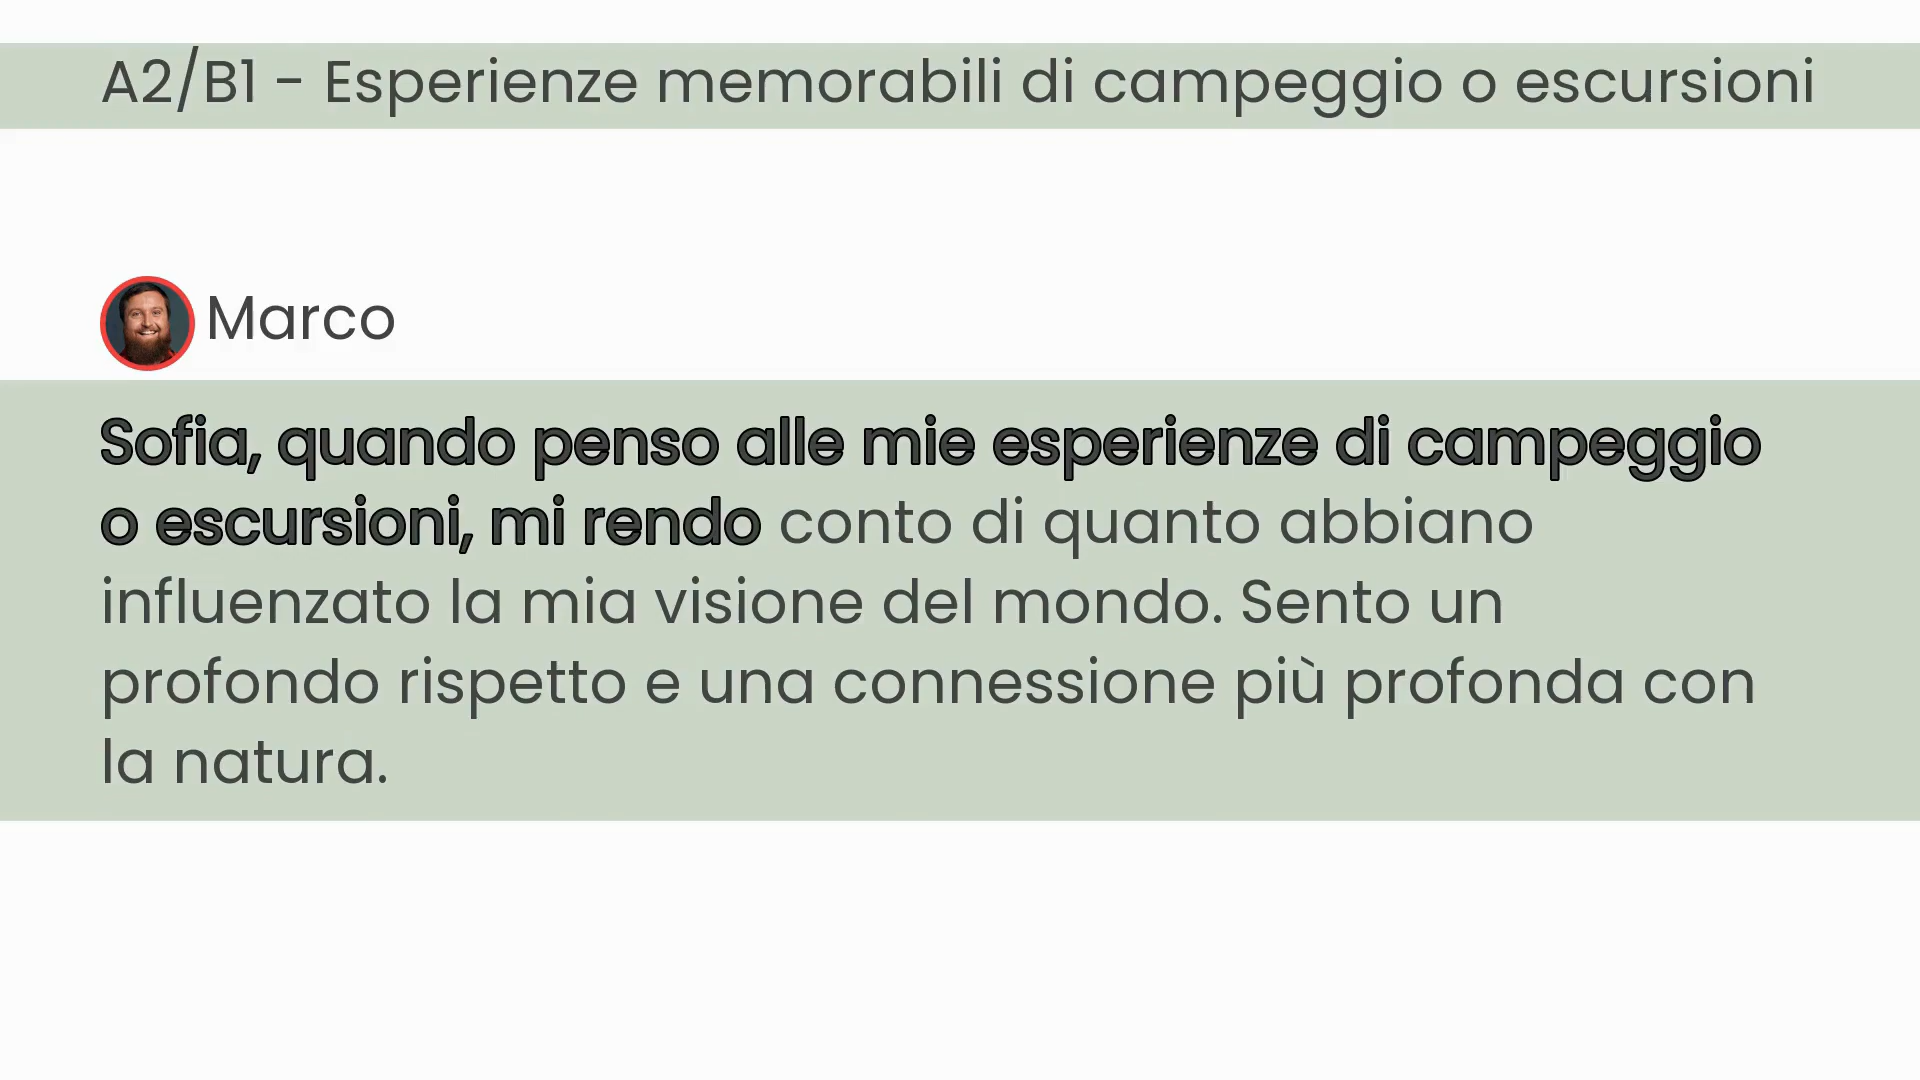 A2/B1 - Esperienze memorabili di campeggio o escursioni
Marco
Sofia, quando penso alle mie esperienze di campeggio
o escursioni, mi rendo conto di quanto abbiano
influenzato la mia visione del mondo. Sento un
profondo rispetto e una connessione più profonda con
la natura.